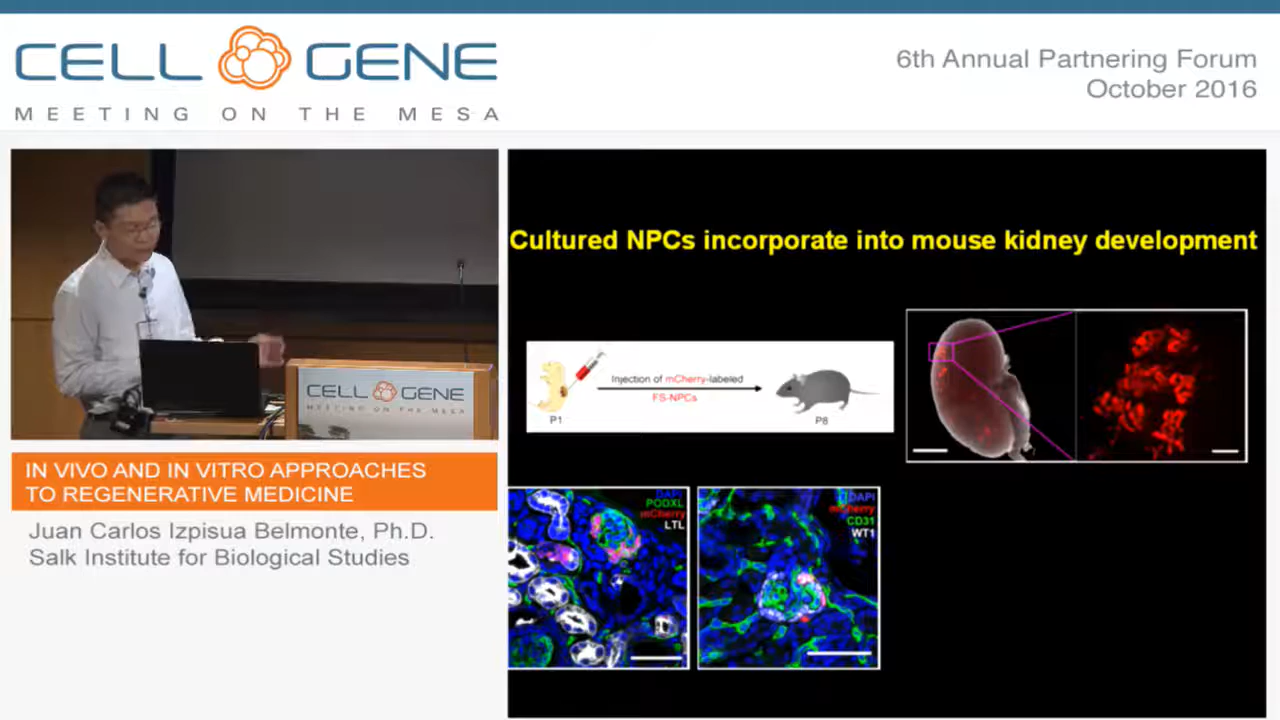 CELL GENE
MEETING ON THE MESA
6th Annual Partnering Forum
October 2016
CELL GENE
MEETING ON THE MESA
IN VIVO AND IN VITRO APPROACHES
TO REGENERATIVE MEDICINE
Juan Carlos Izpisua Belmonte, Ph.D.
Salk Institute for Biological Studies
Cultured NPCs incorporate into mouse kidney development
Injection of mCherry-labeled
FS-NPCs
P1
P8
DAPI
PODXL
mCherry
LTL
DAPI
mCherry
CD31
WT1